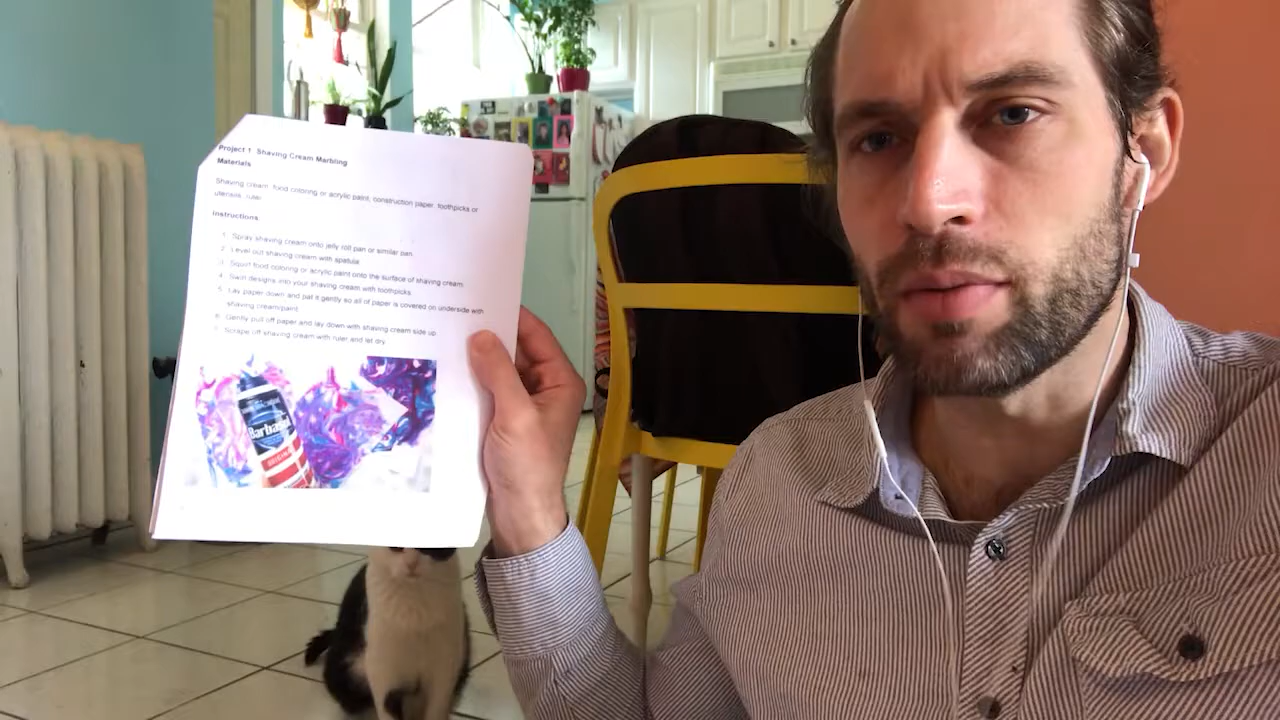 Project 1 Shaving Cream Marbling
Materials
Shaving cream, food coloring or acrylic paint, construction paper, toothpicks or
utensils, ruler
Instructions
1. Spray shaving cream onto jelly roll pan or similar pan.
2. Level out shaving cream with spatula
3. Squirt food coloring or acrylic paint onto the surface of shaving cream.
4. Swirl designs into your shaving cream with toothpicks
5. Lay paper down and pat it gently so all of paper is covered on underside with
shaving cream/paint
6. Gently pull off paper and lay down with shaving cream side up.
7. Scrape off shaving cream with ruler and let dry.
Barbasol